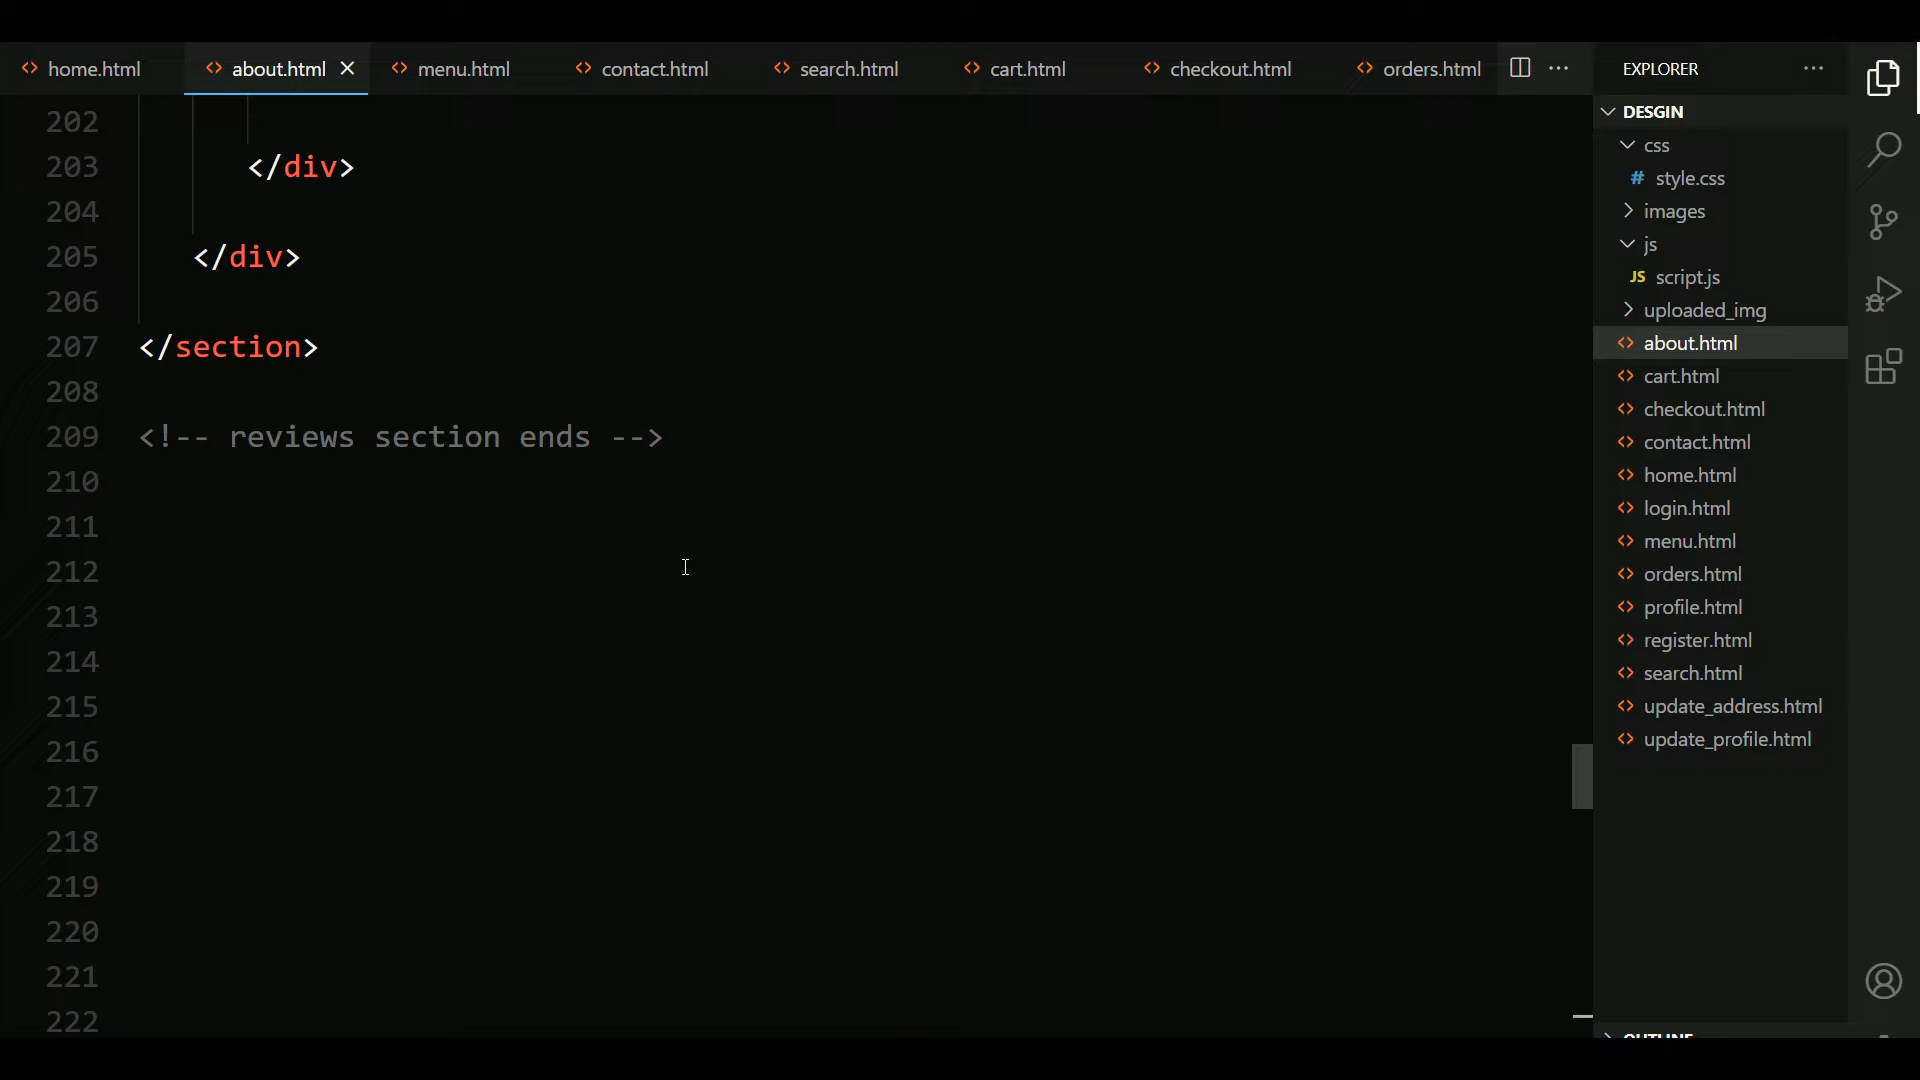 home.html
about.html
menu.html
contact.html
search.html
cart.html
checkout.html
orders.html
EXPLORER
202
203 </div>
204
205 </div>
206
207 </section>
208
209 <!-- reviews section ends -->
210
211
212
213
214
215
216
217
218
219
220
221
222
DESGIN
css
# style.css
images
js
JS script.js
uploaded_img
about.html
cart.html
checkout.html
contact.html
home.html
login.html
menu.html
orders.html
profile.html
register.html
search.html
update_address.html
update_profile.html
OUTLINE